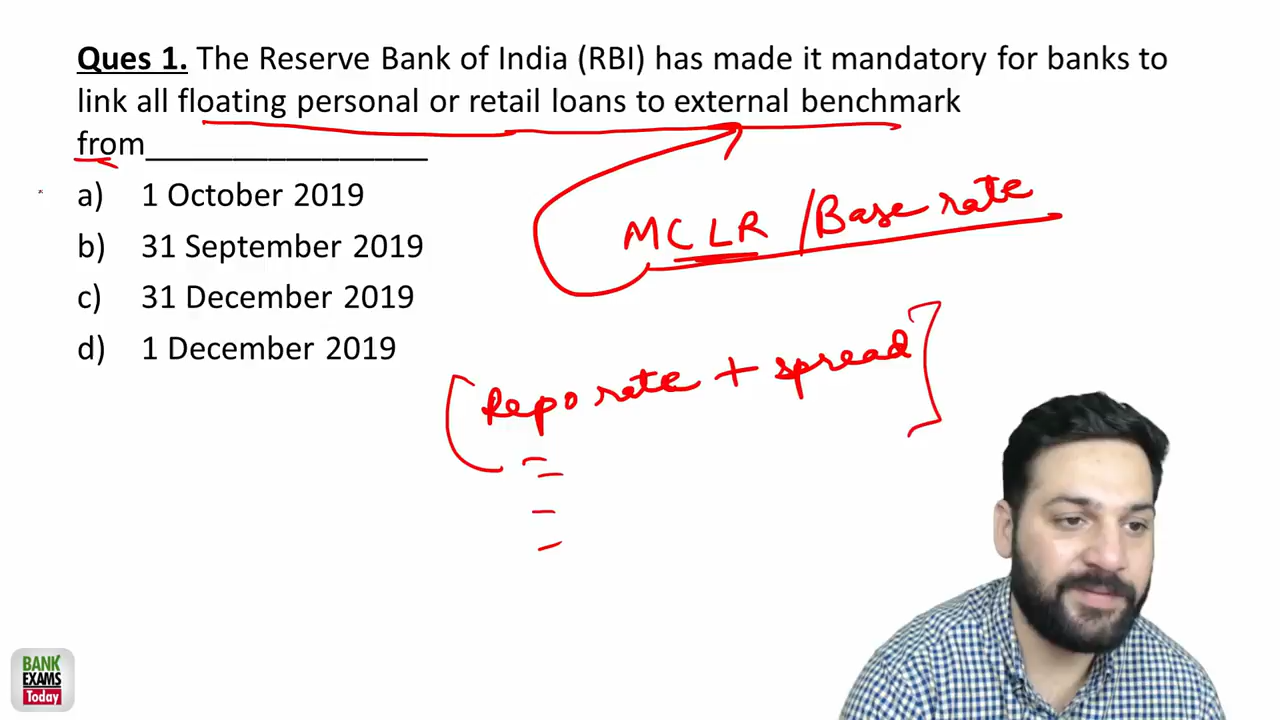 Ques 1. The Reserve Bank of India (RBI) has made it mandatory for banks to
link all floating personal or retail loans to external benchmark
from________________
a) 1 October 2019
b) 31 September 2019
c) 31 December 2019
d) 1 December 2019
MCLR / Base rate
Repo rate + spread
BANK
EXAMS
Today